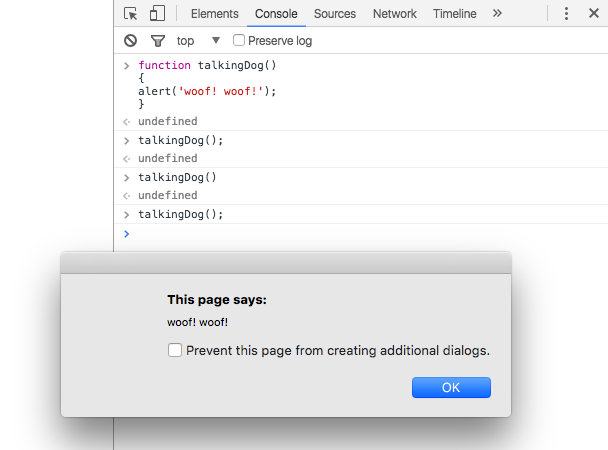 Elements Console Sources Network Timeline »
top ▼ Preserve log
> function talkingDog()
{
alert('woof! woof!');
}
undefined
> talkingDog();
undefined
> talkingDog()
undefined
> talkingDog();
>
This page says:
woof! woof!
Prevent this page from creating additional dialogs.
OK